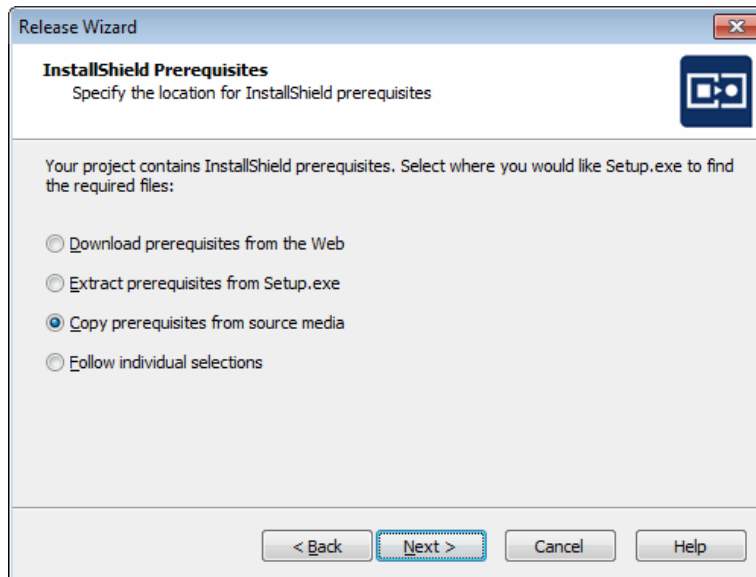 Release Wizard
InstallShield Prerequisites
Specify the location for InstallShield prerequisites
Your project contains InstallShield prerequisites. Select where you would like Setup.exe to find
the required files:
Download prerequisites from the Web
Extract prerequisites from Setup.exe
Copy prerequisites from source media
Follow individual selections
< Back Next > Cancel Help